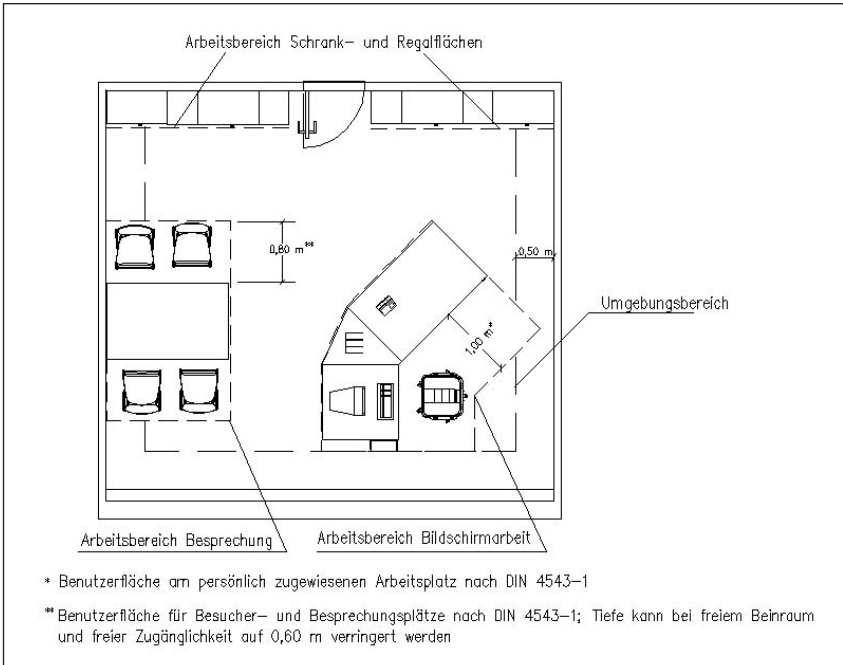 Arbeitsbereich Schrank- und Regalflächen
0,80 m**
0,50 m
Umgebungsbereich
1,00 m*
Arbeitsbereich Besprechung
Arbeitsbereich Bildschirmarbeit
* Benutzerfläche am persönlich zugewiesenen Arbeitsplatz nach DIN 4543-1
** Benutzerfläche für Besucher- und Besprechungsplätze nach DIN 4543-1; Tiefe kann bei freiem Beinraum
und freier Zugänglichkeit auf 0,60 m verringert werden